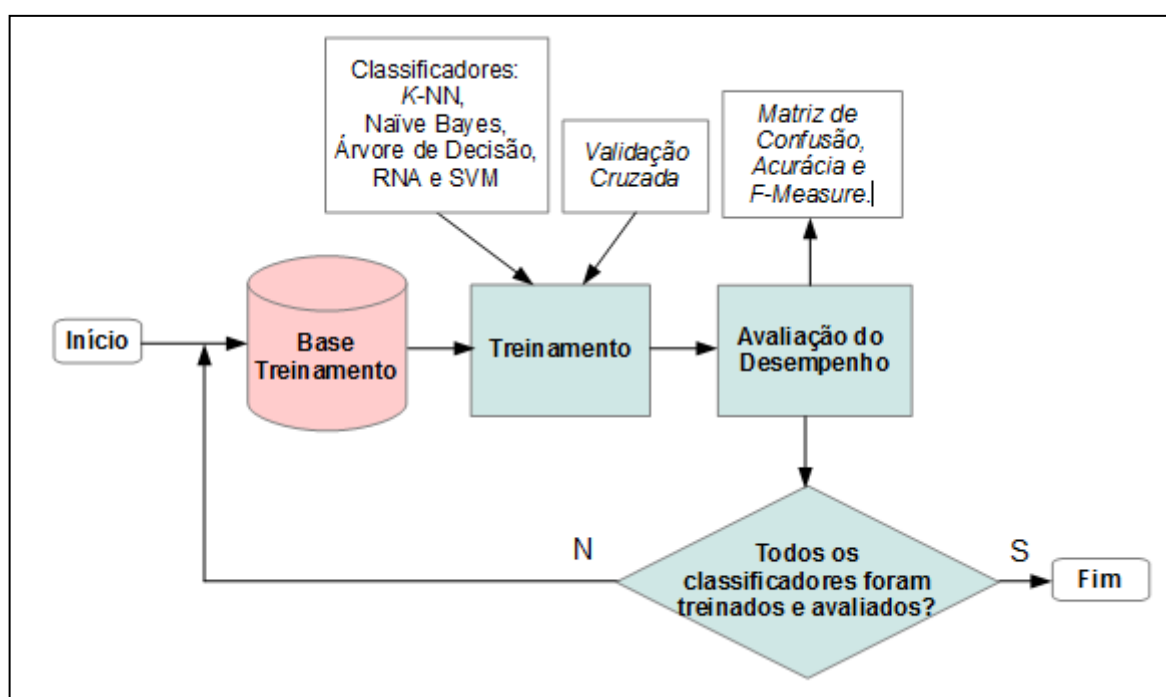 Classificadores:
K-NN,
Naïve Bayes,
Árvore de Decisão,
RNA e SVM
Validação
Cruzada
Matriz de
Confusão,
Acurácia e
F-Measure.
Início
Base
Treinamento
Treinamento
Avaliação do
Desempenho
N
Todos os
classificadores foram
treinados e avaliados?
S
Fim